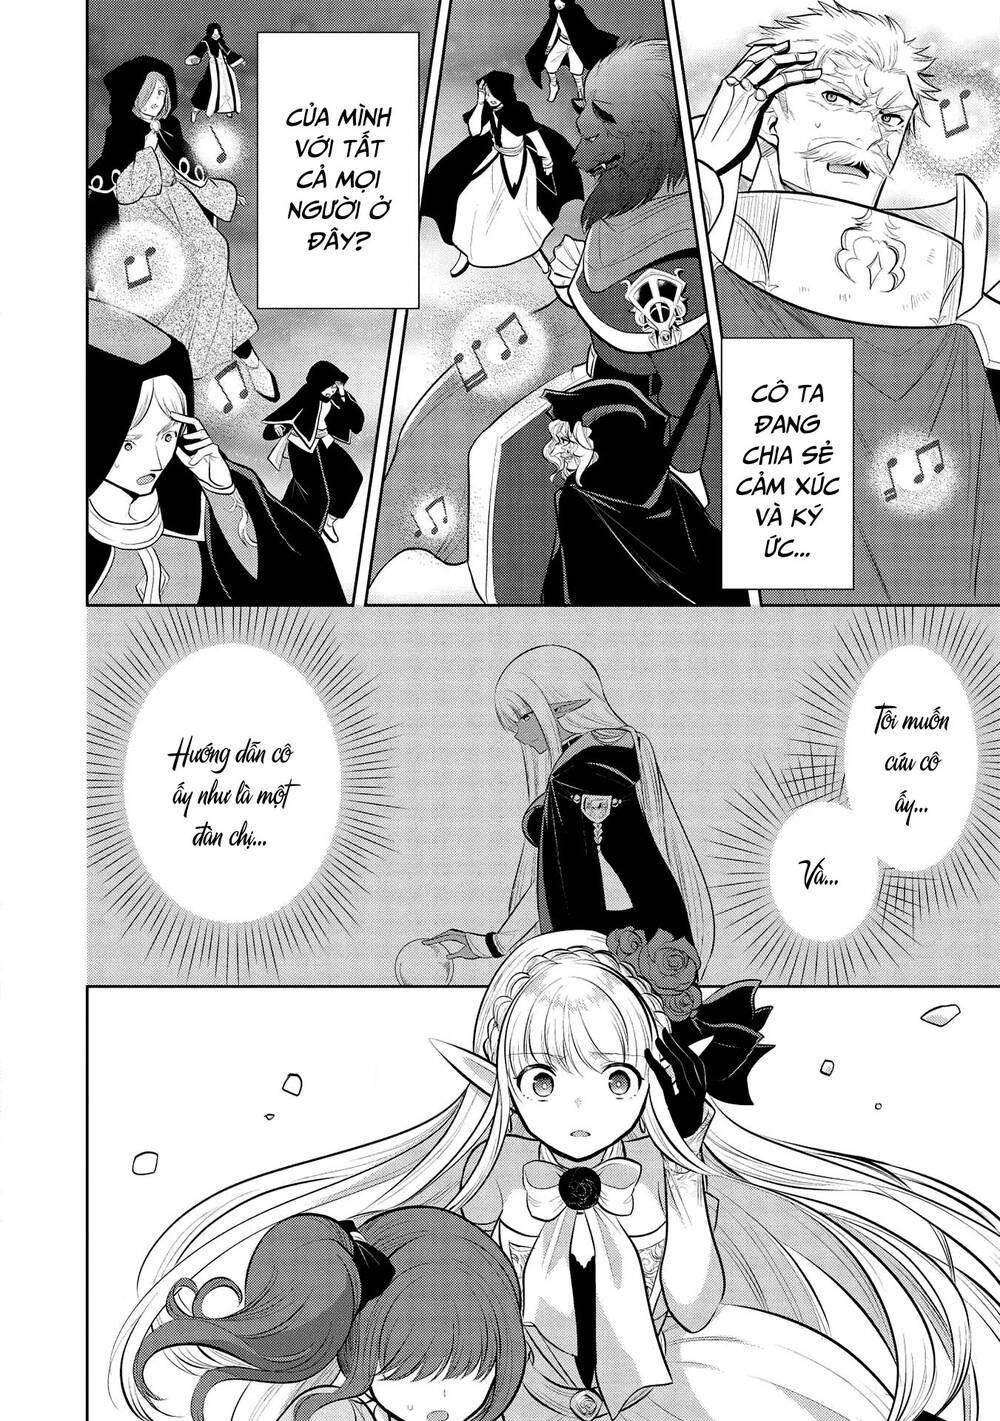 CÔ TA
ĐANG
CHIA SẺ
CẢM XÚC
VÀ KÝ
ỨC...
CỦA MÌNH
VỚI TẤT
CẢ MỌI
NGƯỜI Ở
ĐÂY?
Tôi muốn
cứu cô
ấy...
Và...
Hướng dẫn cô
ấy như là một
đàn chị...